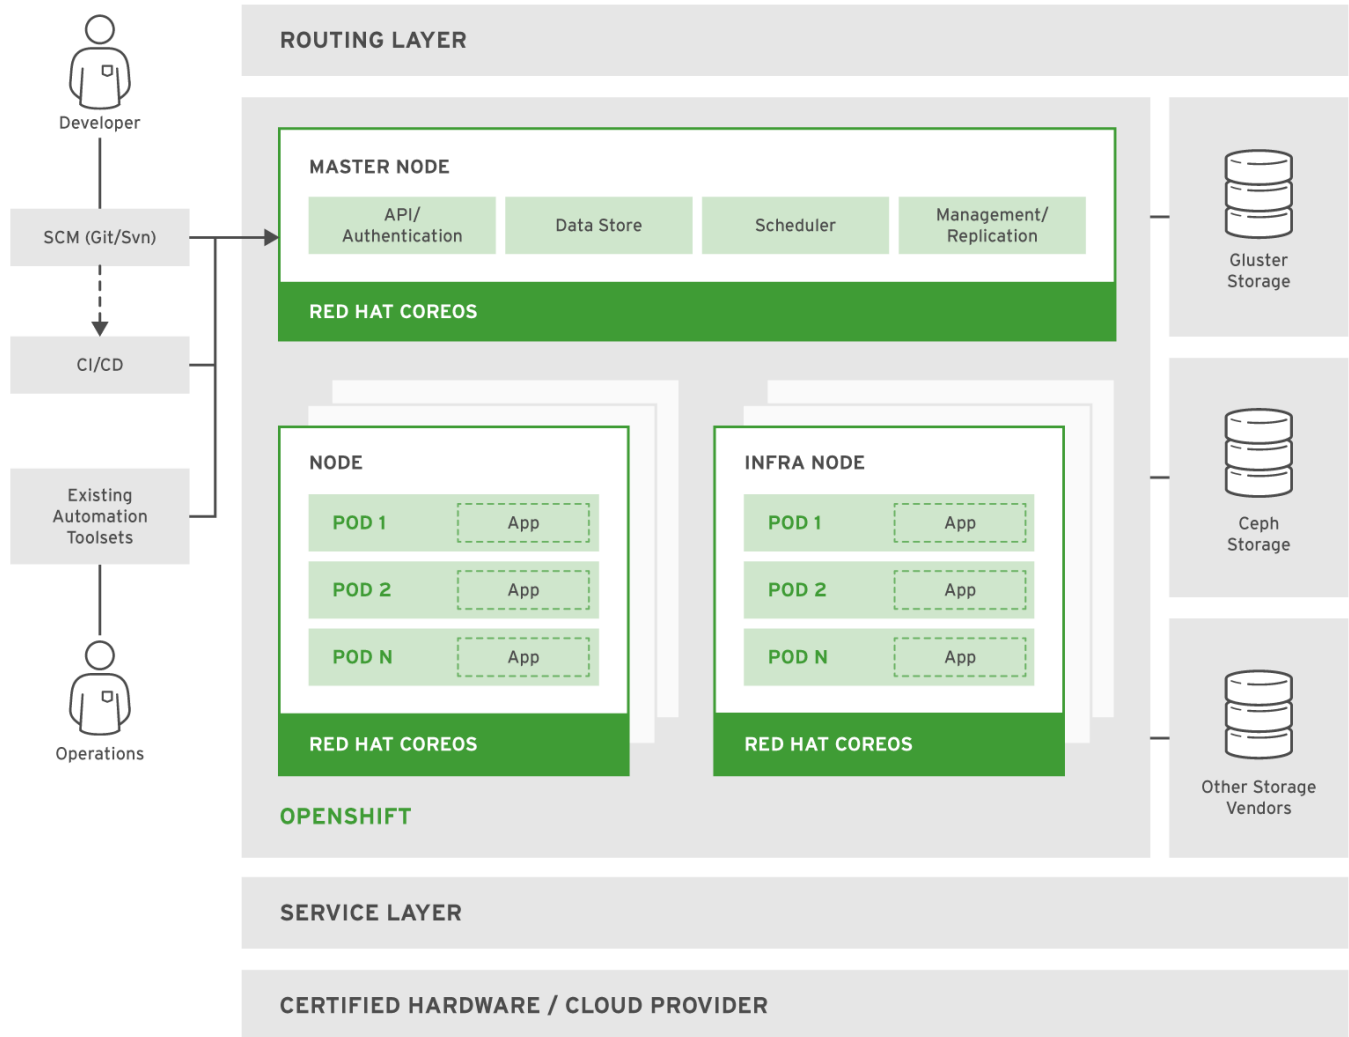 ROUTING LAYER
Developer
SCM (Git/Svn)
CI/CD
Existing
Automation
Toolsets
Operations
MASTER NODE
API/
Authentication
Data Store
Scheduler
Management/
Replication
RED HAT COREOS
NODE
POD 1
App
POD 2
App
POD N
App
RED HAT COREOS
INFRA NODE
POD 1
App
POD 2
App
POD N
App
RED HAT COREOS
OPENSHIFT
Gluster
Storage
Ceph
Storage
Other Storage
Vendors
SERVICE LAYER
CERTIFIED HARDWARE / CLOUD PROVIDER